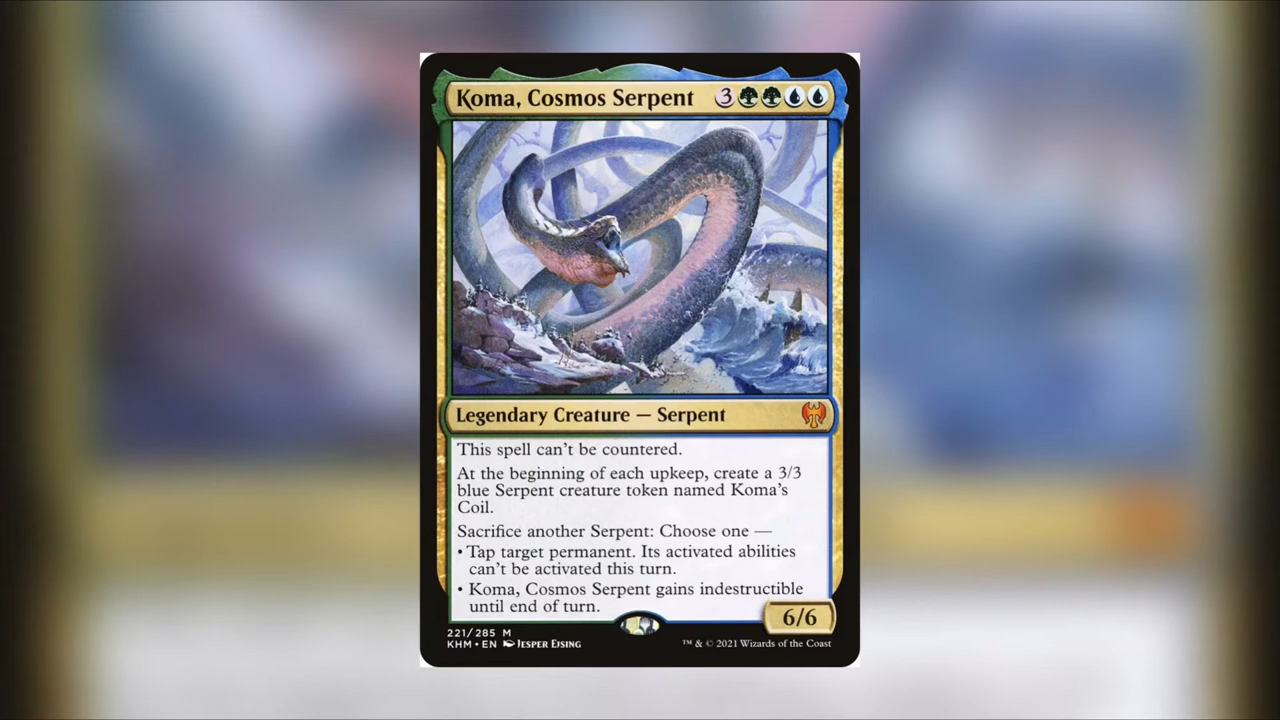 Koma, Cosmos Serpent 3
Legendary Creature — Serpent
This spell can't be countered.
At the beginning of each upkeep, create a 3/3
blue Serpent creature token named Koma's
Coil.
Sacrifice another Serpent: Choose one —
• Tap target permanent. Its activated abilities
can't be activated this turn.
• Koma, Cosmos Serpent gains indestructible
until end of turn.
6/6
221/285 M
KHM • EN JESPER EJSING
™ & © 2021 Wizards of the Coast